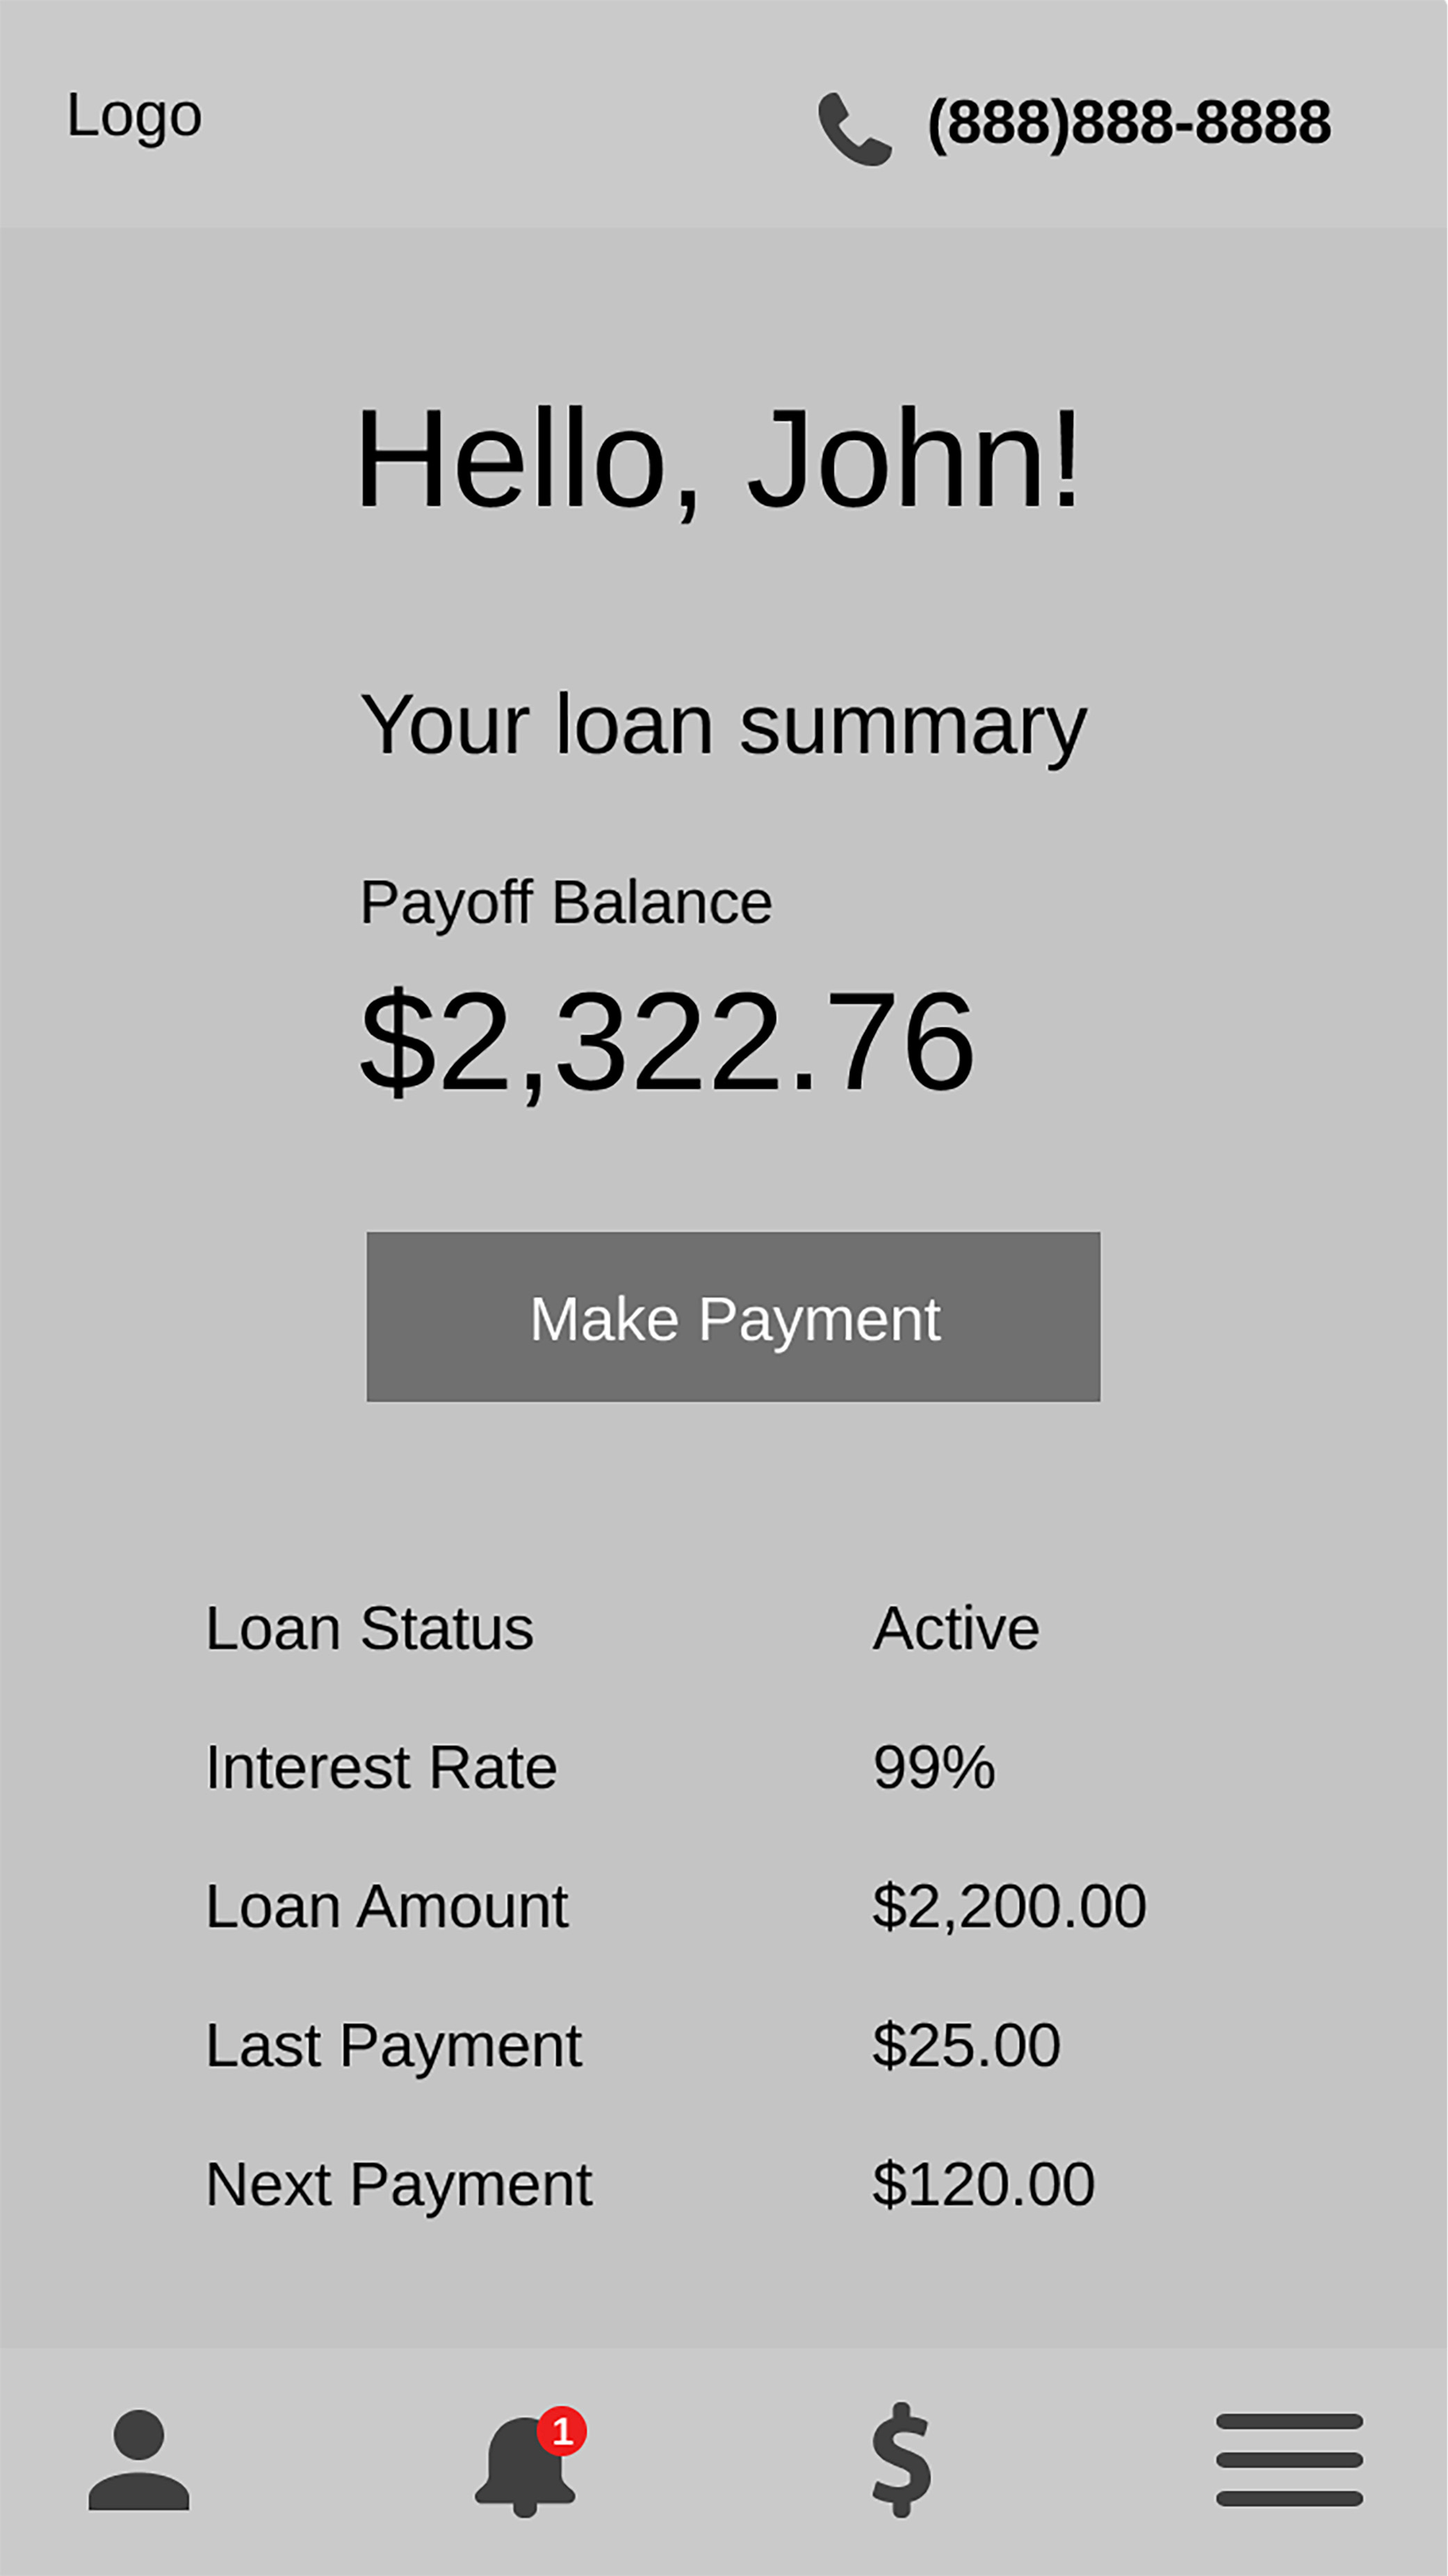 Logo
(888)888-8888
Hello, John!
Your loan summary
Payoff Balance
$2,322.76
Make Payment
Loan Status Active
Interest Rate 99%
Loan Amount $2,200.00
Last Payment $25.00
Next Payment $120.00
1